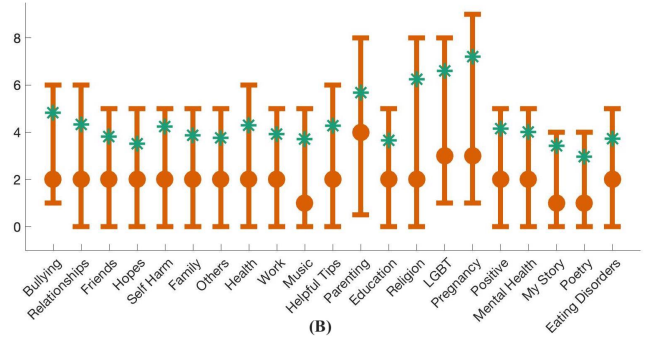 8
6
4
2
0
Bullying
Relationships
Friends
Hopes
Self Harm
Family
Others
Health
Work
Music
Helpful Tips
Parenting
Education
Religion
LGBT
Pregnancy
Positive
Mental Health
My Story
Poetry
Eating Disorders
(B)